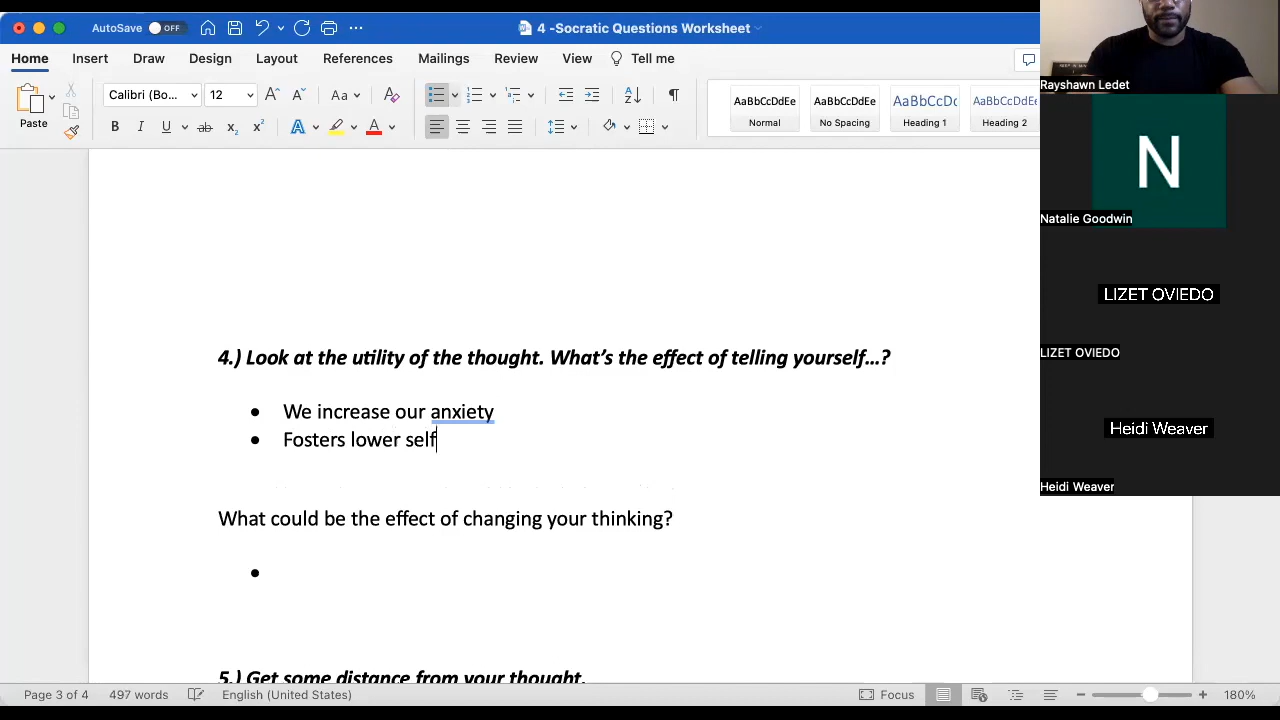 AutoSave OFF 4 -Socratic Questions Worksheet
Home Insert Draw Design Layout References Mailings Review View Tell me
Paste Calibri (Bo... 12
AaBbCcDdEe AaBbCcDdEe AaBbCcDc AaBbCcDdEe
Normal No Spacing Heading 1 Heading 2
Rayshawn Ledet
N
Natalie Goodwin
LIZET OVIEDO
LIZET OVIEDO
Heidi Weaver
Heidi Weaver
4.) Look at the utility of the thought. What’s the effect of telling yourself…?
• We increase our anxiety
• Fosters lower self
What could be the effect of changing your thinking?
•
5.) Get some distance from your thought.
Page 3 of 4 497 words English (United States) Focus 180%